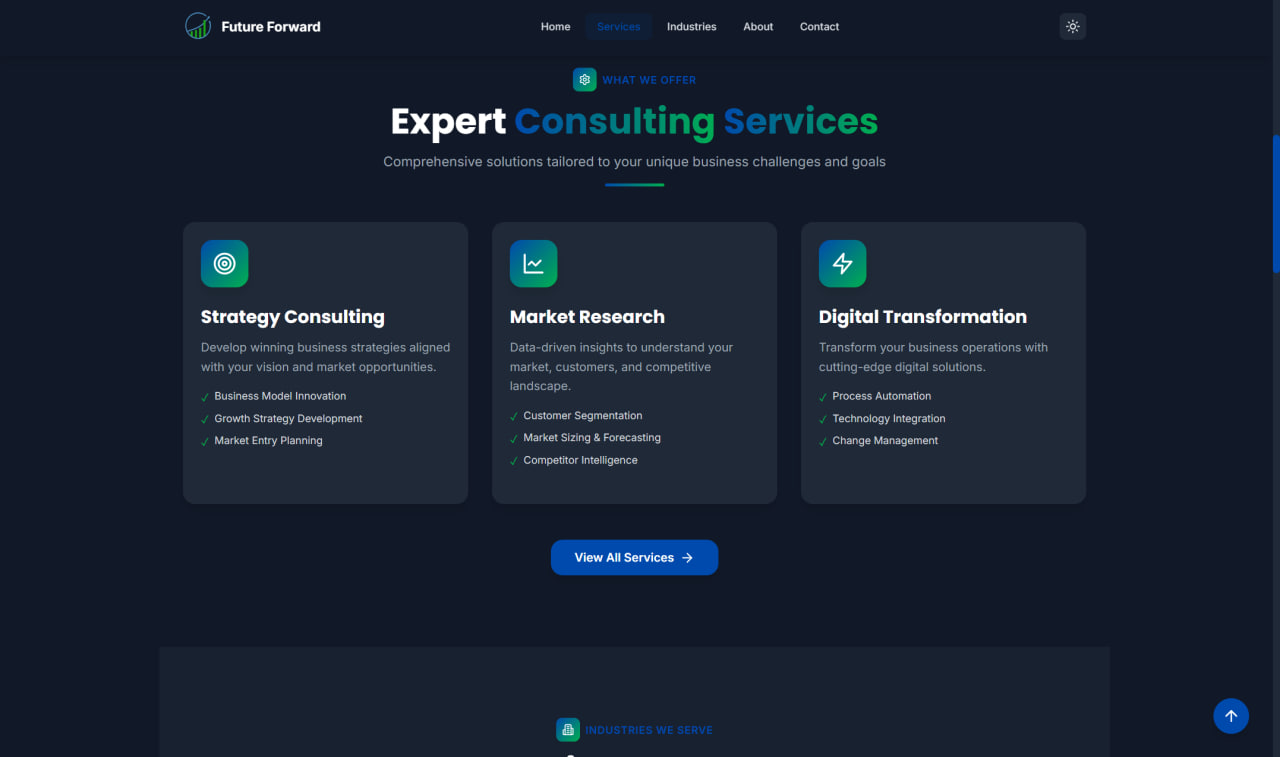 Future Forward
Home
Services
Industries
About
Contact
WHAT WE OFFER
Expert Consulting Services
Comprehensive solutions tailored to your unique business challenges and goals
Strategy Consulting
Develop winning business strategies aligned
with your vision and market opportunities.
Business Model Innovation
Growth Strategy Development
Market Entry Planning
Market Research
Data-driven insights to understand your
market, customers, and competitive
landscape.
Customer Segmentation
Market Sizing & Forecasting
Competitor Intelligence
Digital Transformation
Transform your business operations with
cutting-edge digital solutions.
Process Automation
Technology Integration
Change Management
View All Services
INDUSTRIES WE SERVE